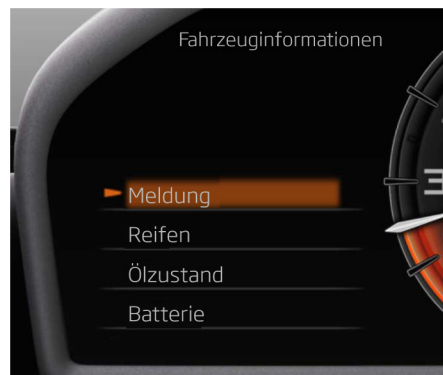 Fahrzeuginformationen
Meldung
Reifen
Ölzustand
Batterie